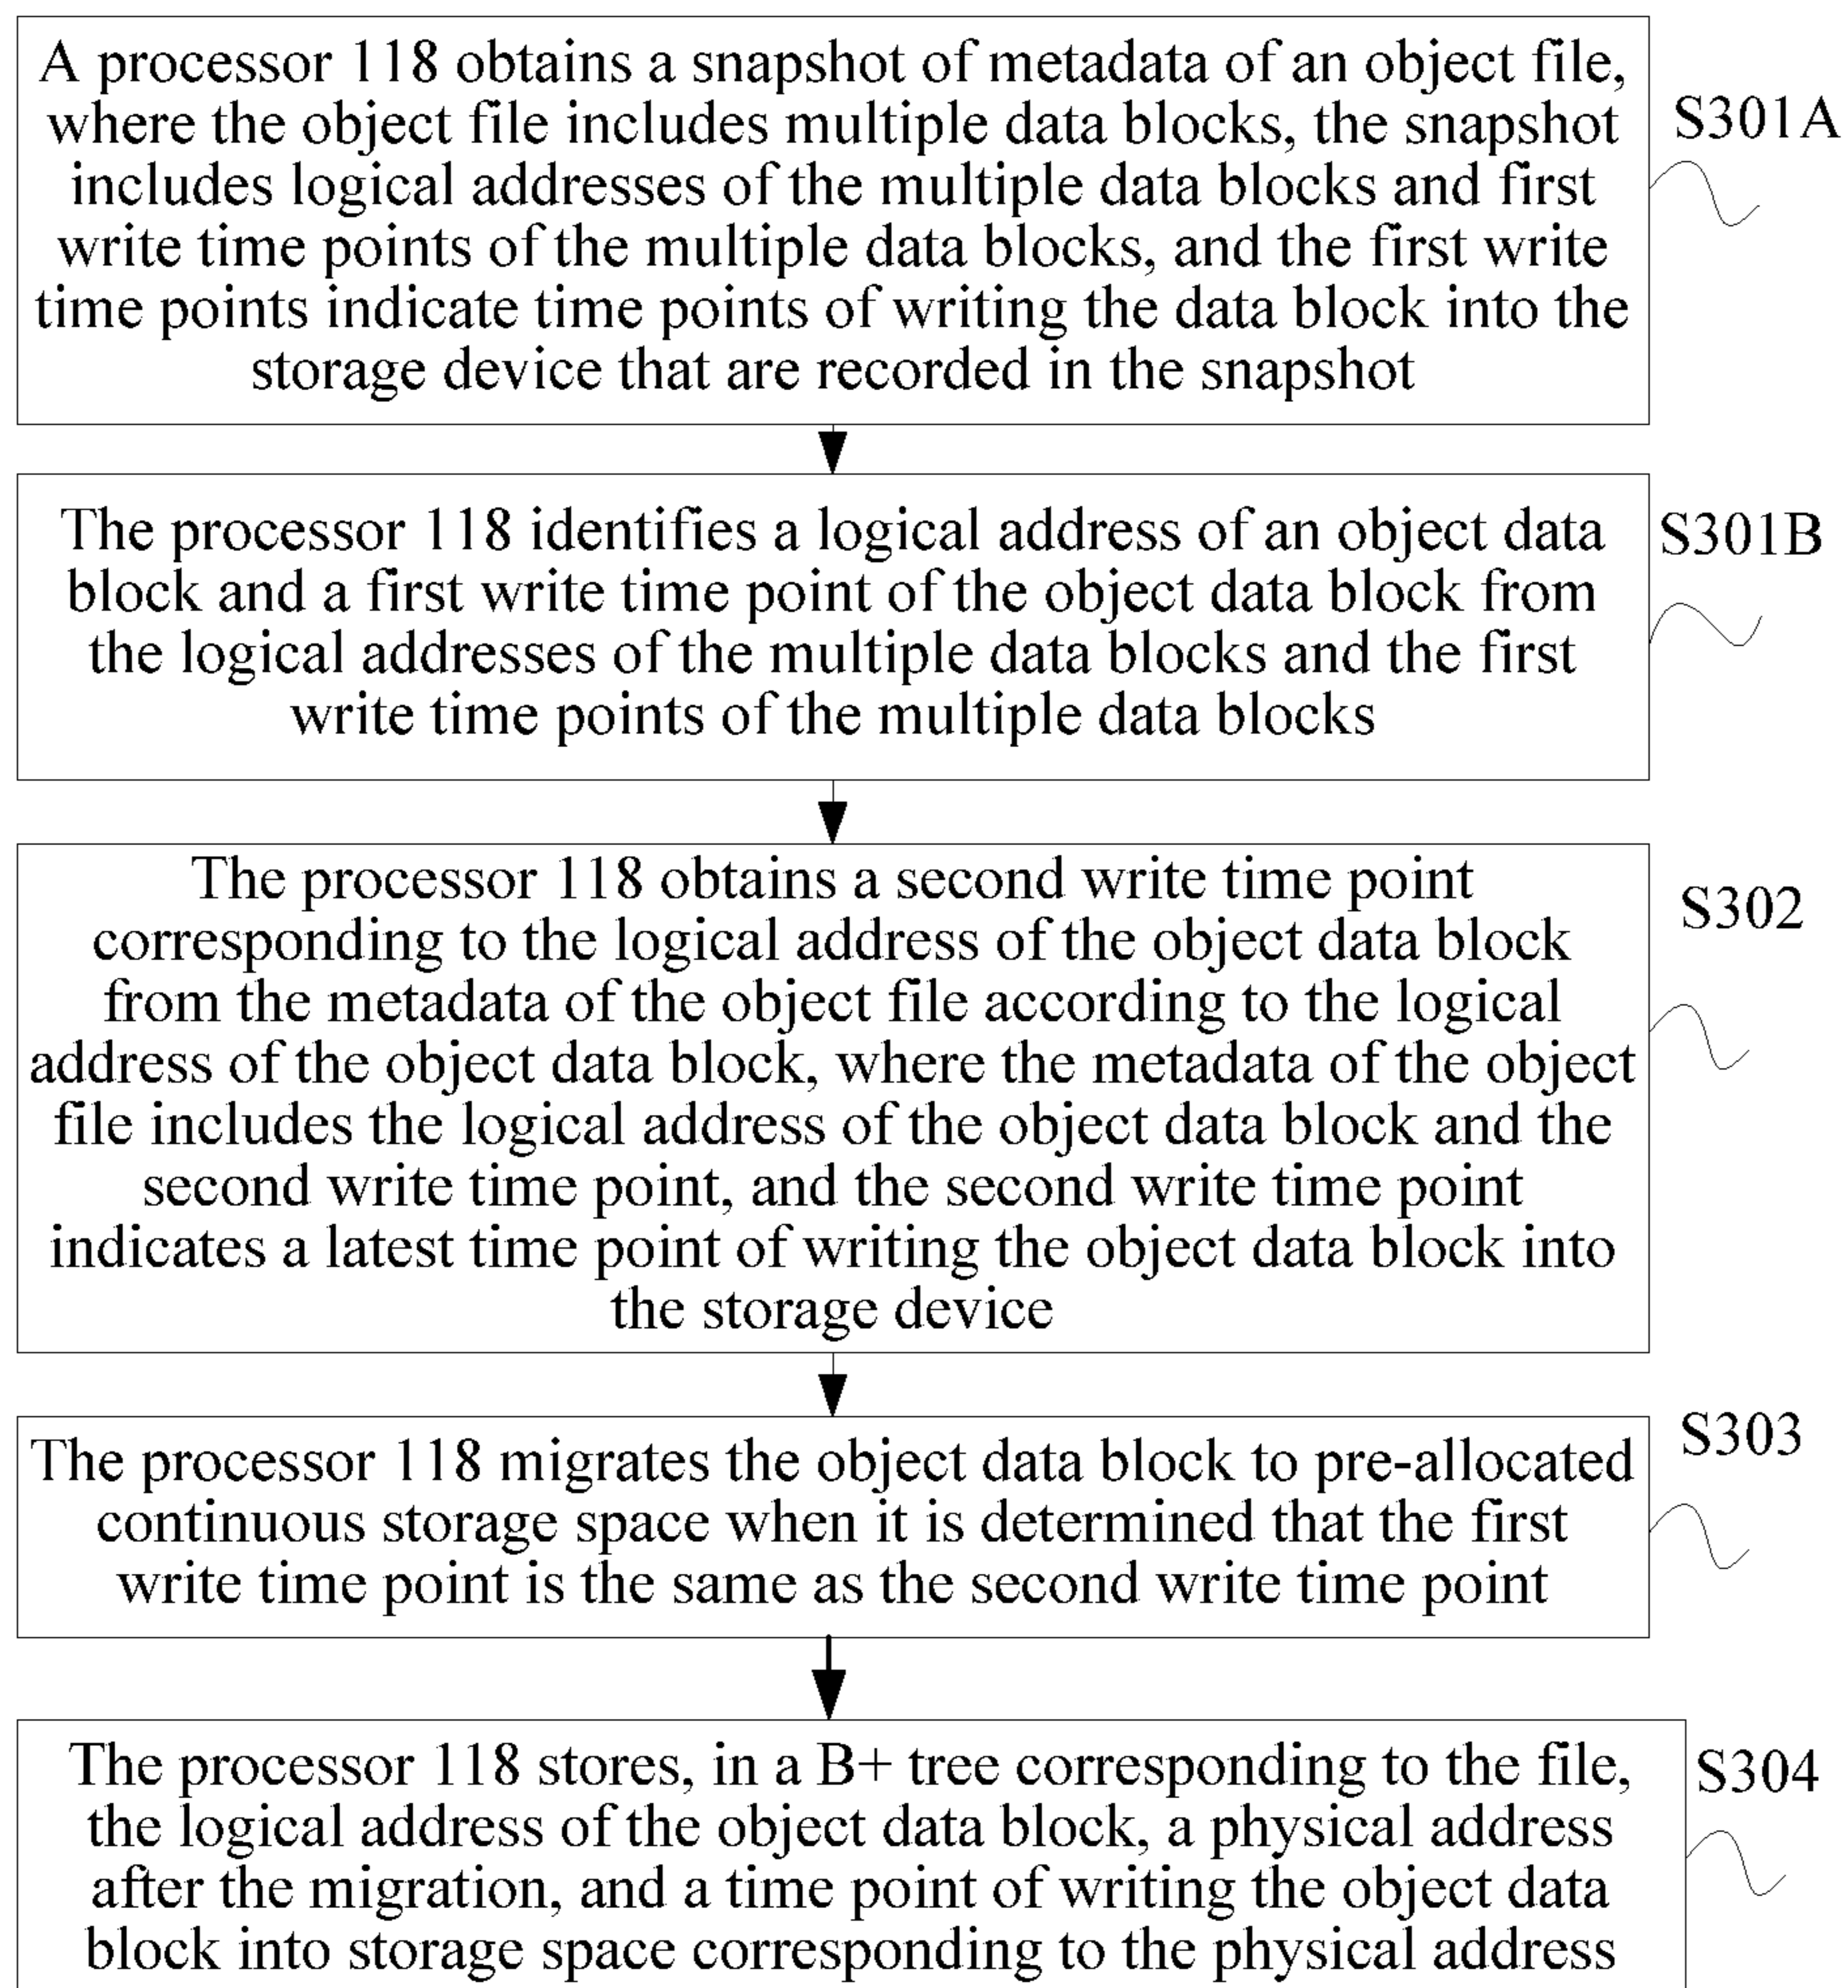 A processor 118 obtains a snapshot of metadata of an object file,
where the object file includes multiple data blocks, the snapshot
includes logical addresses of the multiple data blocks and first
write time points of the multiple data blocks, and the first write
time points indicate time points of writing the data block into the
storage device that are recorded in the snapshot
S301A
The processor 118 identifies a logical address of an object data
block and a first write time point of the object data block from
the logical addresses of the multiple data blocks and the first
write time points of the multiple data blocks
S301B
The processor 118 obtains a second write time point
corresponding to the logical address of the object data block
from the metadata of the object file according to the logical
address of the object data block, where the metadata of the object
file includes the logical address of the object data block and the
second write time point, and the second write time point
indicates a latest time point of writing the object data block into
the storage device
S302
The processor 118 migrates the object data block to pre-allocated
continuous storage space when it is determined that the first
write time point is the same as the second write time point
S303
The processor 118 stores, in a B+ tree corresponding to the file,
the logical address of the object data block, a physical address
after the migration, and a time point of writing the object data
block into storage space corresponding to the physical address
S304